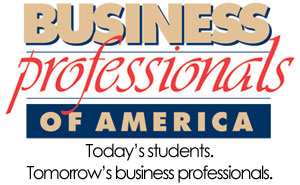 BUSINESS
professionals
OF AMERICA
Today's students.
Tomorrow's business professionals.